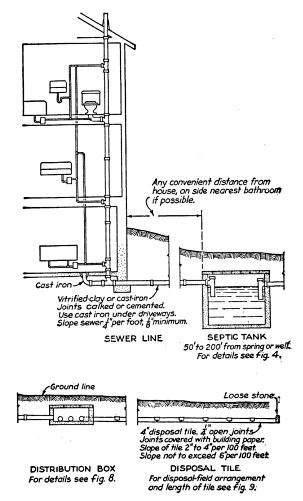 Any convenient distance from
house, on side nearest bathroom
if possible.
Cast iron
Vitrified-clay or cast-iron
Joints calked or cemented.
Use cast iron under driveways.
Slope sewer ¼" per foot, ⅛" minimum.
SEWER LINE
SEPTIC TANK
50' to 200' from spring or well.
For details see fig. 4.
Ground line
Loose stone
4" disposal tile, ¼" open joints
Joints covered with building paper.
Slope of tile 2" to 4" per 100 feet
Slope not to exceed 6" per 100 feet
DISTRIBUTION BOX
For details see fig. 8.
DISPOSAL TILE
For disposal-field arrangement
and length of tile see fig. 9.